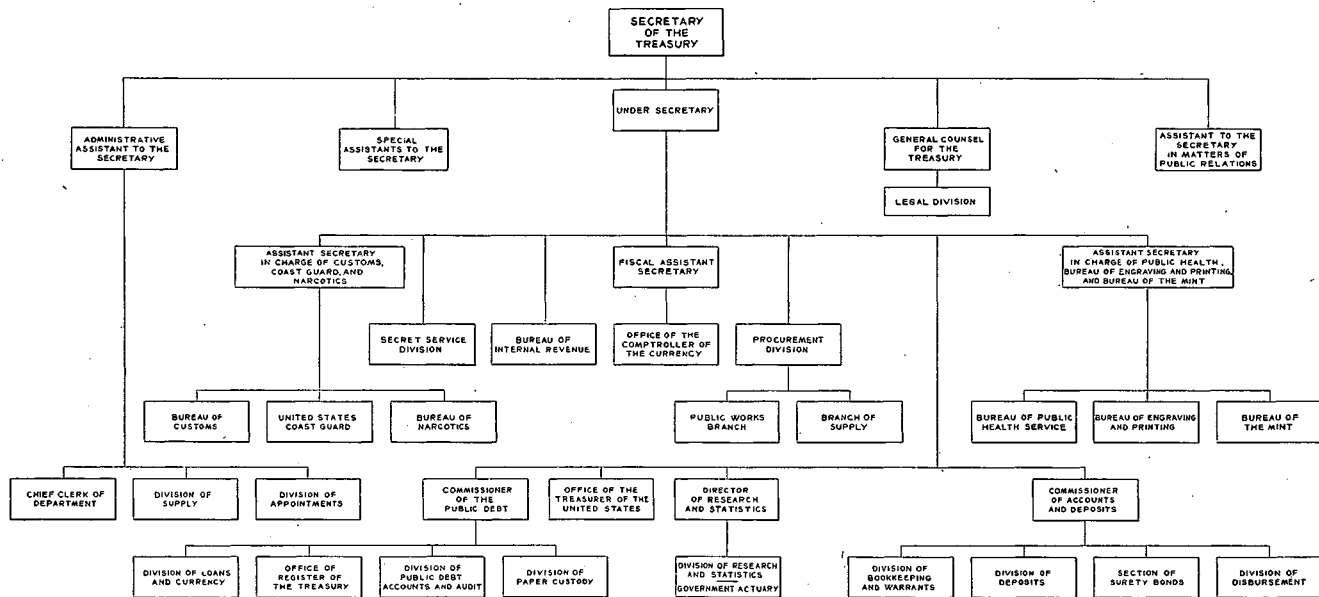 SECRETARY
OF THE
TREASURY
UNDER SECRETARY
ADMINISTRATIVE
ASSISTANT TO THE
SECRETARY
SPECIAL
ASSISTANTS TO THE
SECRETARY
GENERAL COUNSEL
FOR THE
TREASURY
ASSISTANT TO THE
SECRETARY
IN MATTERS OF
PUBLIC RELATIONS
LEGAL DIVISION
ASSISTANT SECRETARY
IN CHARGE OF CUSTOMS,
COAST GUARD, AND
NARCOTICS
FISCAL ASSISTANT
SECRETARY
ASSISTANT SECRETARY
IN CHARGE OF PUBLIC HEALTH,
BUREAU OF ENGRAVING AND PRINTING,
AND BUREAU OF THE MINT
SECRET SERVICE
DIVISION
BUREAU OF
INTERNAL REVENUE
OFFICE OF THE
COMPTROLLER OF
THE CURRENCY
PROCUREMENT
DIVISION
BUREAU OF
CUSTOMS
UNITED STATES
COAST GUARD
BUREAU OF
NARCOTICS
PUBLIC WORKS
BRANCH
BRANCH OF
SUPPLY
BUREAU OF PUBLIC
HEALTH SERVICE
BUREAU OF ENGRAVING
AND PRINTING
BUREAU OF
THE MINT
CHIEF CLERK OF
DEPARTMENT
DIVISION OF
SUPPLY
DIVISION OF
APPOINTMENTS
COMMISSIONER
OF THE
PUBLIC DEBT
OFFICE OF THE
TREASURER OF THE
UNITED STATES
DIRECTOR
OF RESEARCH
AND STATISTICS
COMMISSIONER
OF ACCOUNTS
AND DEPOSITS
DIVISION OF LOANS
AND CURRENCY
OFFICE OF
REGISTER OF
THE TREASURY
DIVISION OF
PUBLIC DEBT
ACCOUNTS AND AUDIT
DIVISION OF
PAPER CUSTODY
DIVISION OF RESEARCH
AND STATISTICS
GOVERNMENT ACTUARY
DIVISION OF
BOOKKEEPING
AND WARRANTS
DIVISION OF
DEPOSITS
SECTION OF
SURETY BONDS
DIVISION OF
DISBURSEMENT